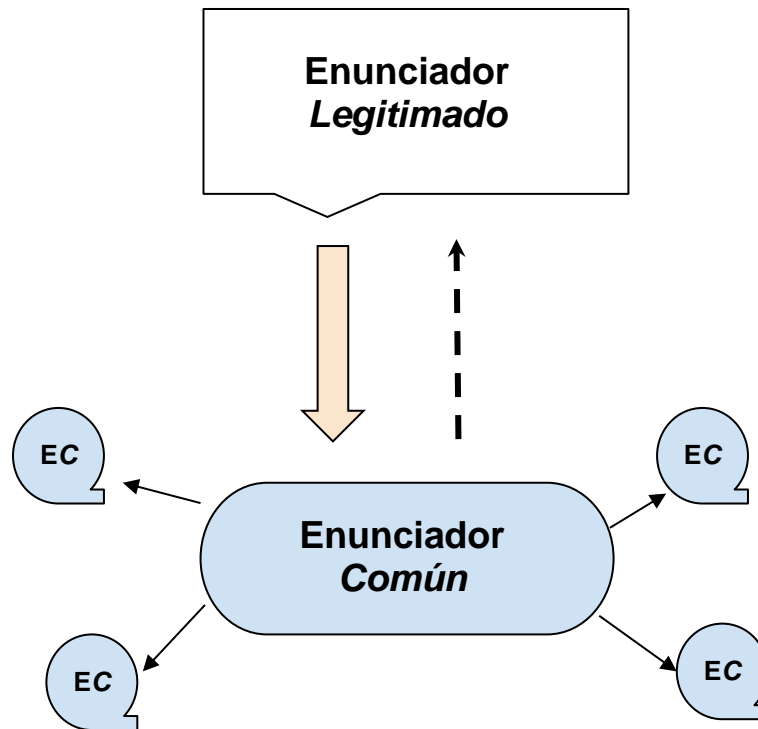 Enunciador
Legitimado
EC
EC
Enunciador
Común
EC
EC